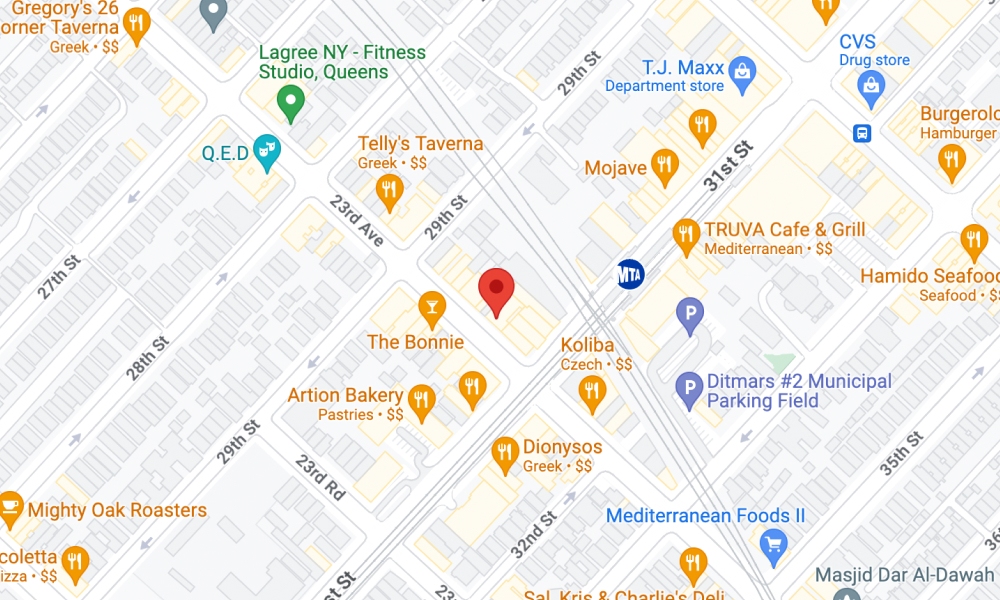 Gregory's 26
orner Taverna
Greek • $$
Lagree NY - Fitness
Studio, Queens
29th St
T.J. Maxx
Department store
CVS
Drug store
Burgerolo
Hamburger
Q.E.D
Telly's Taverna
Greek • $$
Mojave
31st St
23rd Ave
29th St
TRUVA Cafe & Grill
Mediterranean • $$
MTA
27th St
Hamido Seafood
Seafood • $$
P
The Bonnie
Koliba
Czech • $$
28th St
Artion Bakery
Pastries • $$
P
Ditmars #2 Municipal
Parking Field
29th St
Dionysos
Greek • $$
35th St
23rd Rd
Mighty Oak Roasters
Mediterranean Foods II
32nd St
36
coletta
izza • $$
st St
23
Sal, Kris & Charlie's Deli
Masjid Dar Al-Dawah